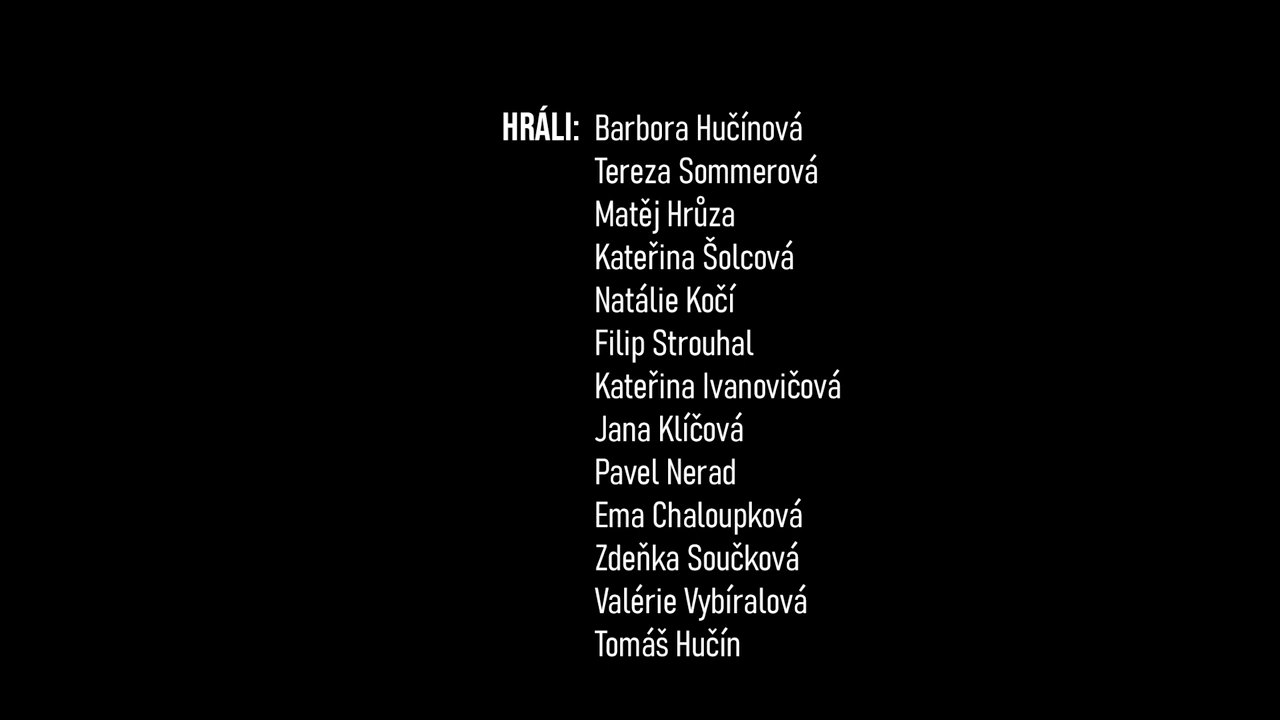 HRÁLI: Barbora Hučínová
Tereza Sommerová
Matěj Hrůza
Kateřina Šolcová
Natálie Kočí
Filip Strouhal
Kateřina Ivanovičová
Jana Klíčová
Pavel Nerad
Ema Chaloupková
Zdeňka Součková
Valérie Vybíralová
Tomáš Hučín